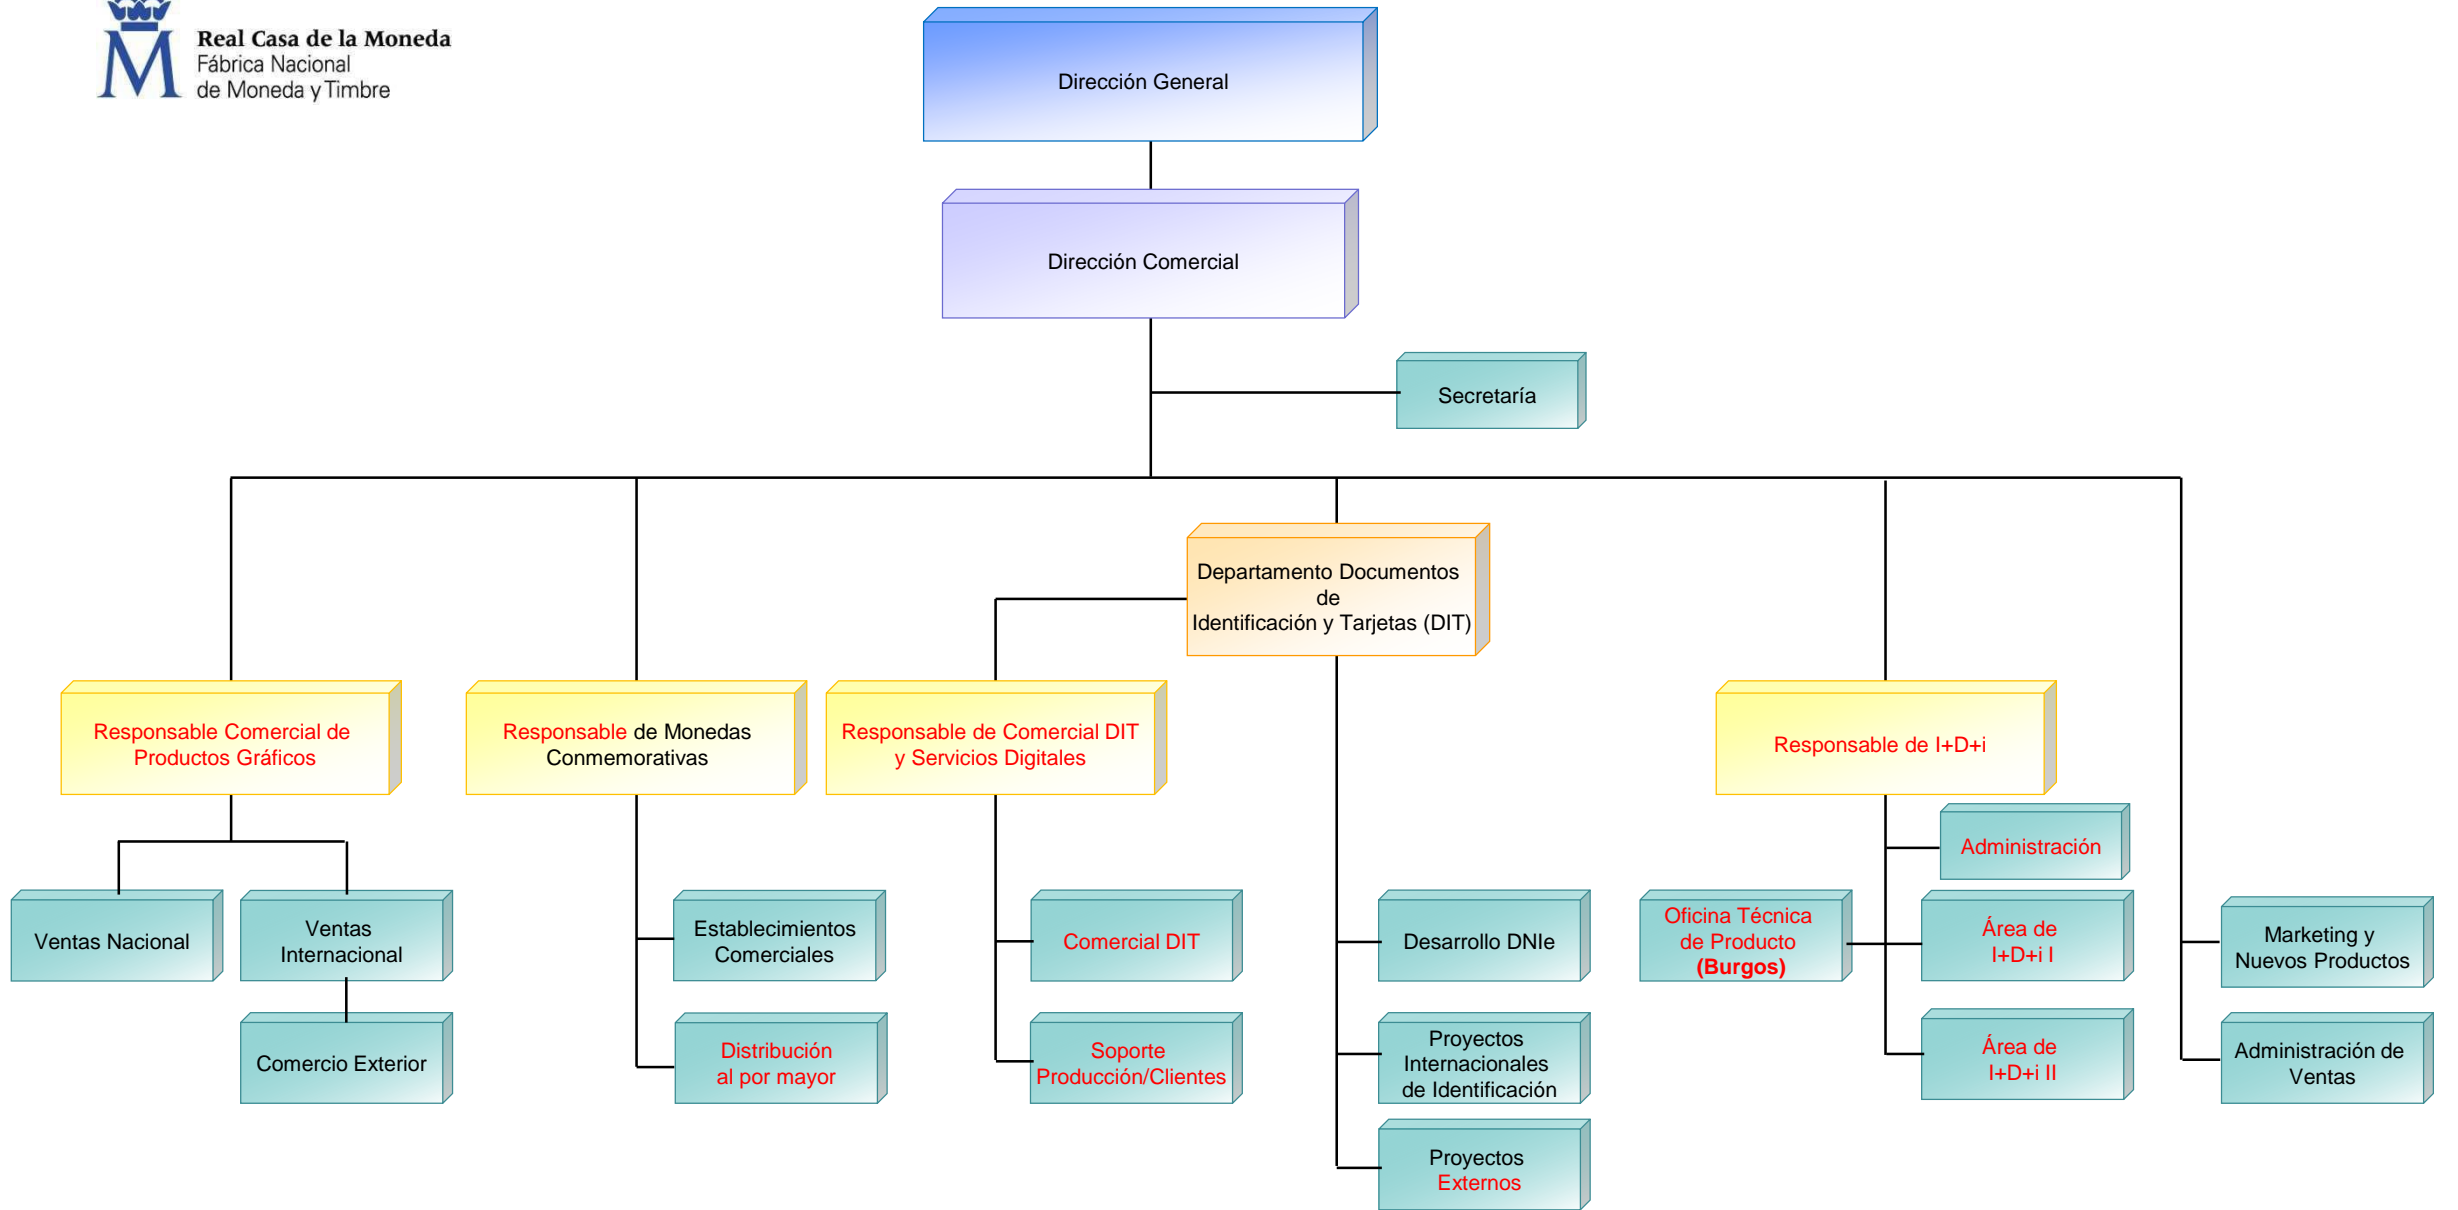 Real Casa de la Moneda
Fábrica Nacional
de Moneda y Timbre
Dirección General
Dirección Comercial
Secretaría
Departamento Documentos
de
Identificación y Tarjetas (DIT)
Responsable Comercial de
Productos Gráficos
Responsable de Monedas
Conmemorativas
Responsable de Comercial DIT
y Servicios Digitales
Responsable de I+D+i
Administración
Ventas Nacional
Ventas
Internacional
Establecimientos
Comerciales
Comercial DIT
Desarrollo DNIe
Oficina Técnica
de Producto
(Burgos)
Área de
I+D+i I
Marketing y
Nuevos Productos
Comercio Exterior
Distribución
al por mayor
Soporte
Producción/Clientes
Proyectos
Internacionales
de Identificación
Área de
I+D+i II
Administración de
Ventas
Proyectos
Externos